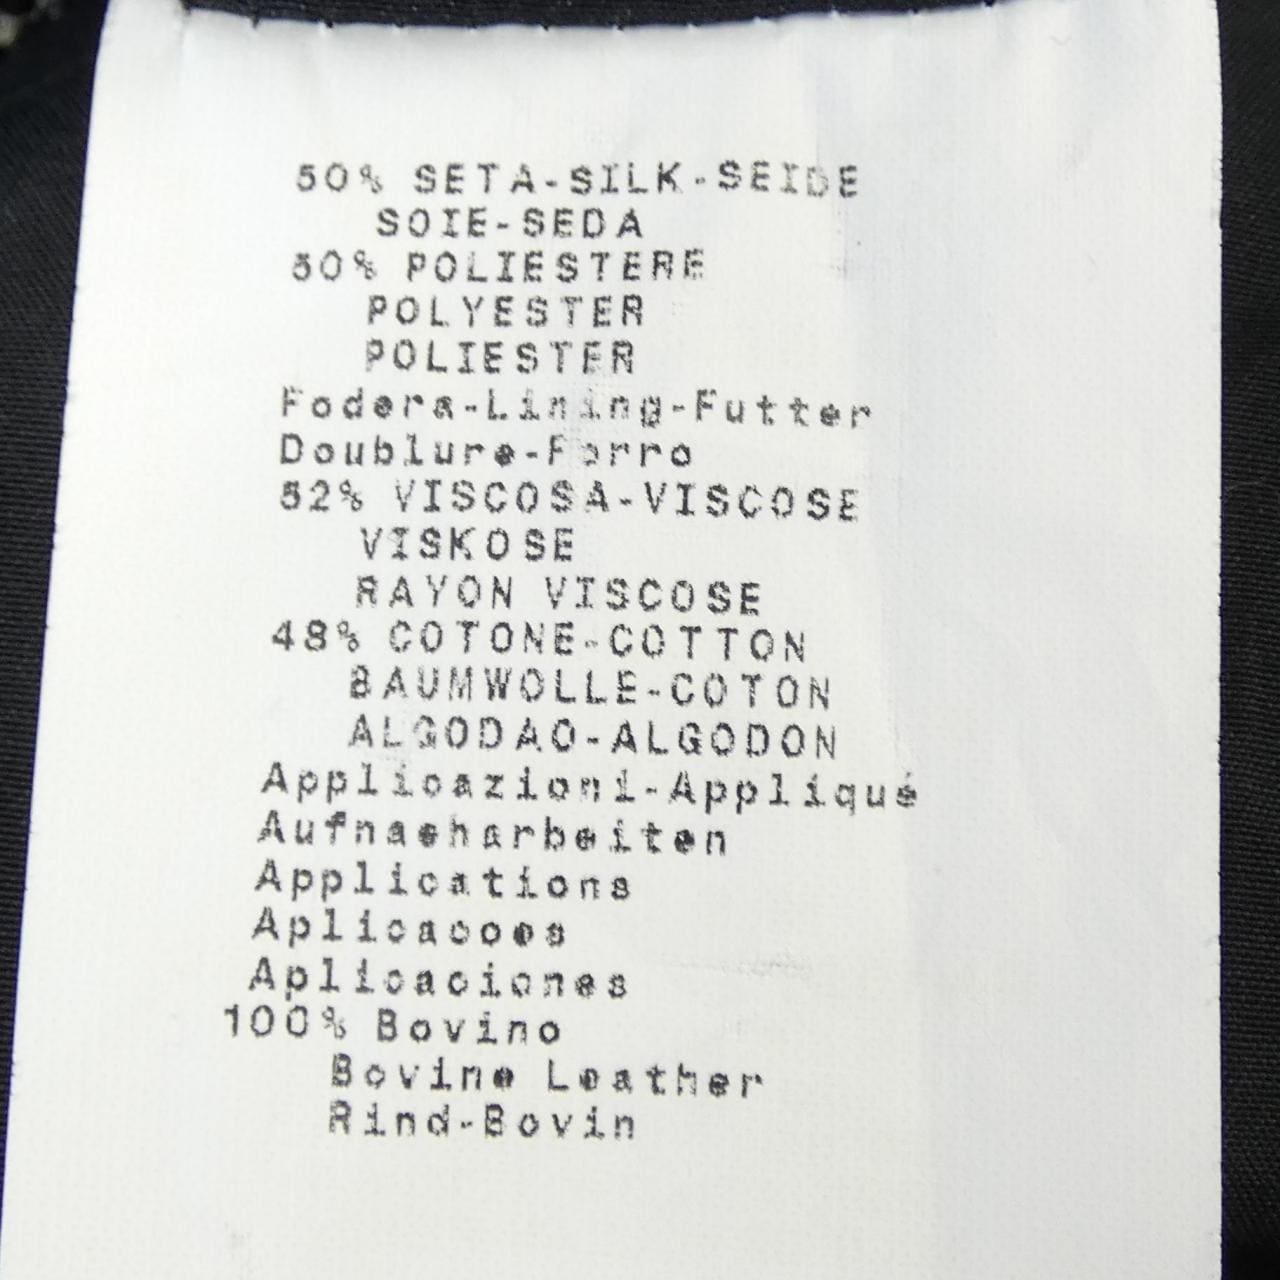 50% SETA-SILK-SEIDE
SOIE-SEDA
50% POLIESTERE
POLYESTER
POLIESTER
Fodera-Lining-Futter
Doublure-Forro
52% VISCOSA-VISCOSE
VISKOSE
RAYON VISCOSE
48% COTONE-COTTON
BAUMWOLLE-COTON
ALGODAO-ALGODON
Applicazioni-Appliqué
Aufnaeharbeiten
Applications
Aplicacoes
Aplicaciones
100% Bovino
Bovine Leather
Rind-Bovin